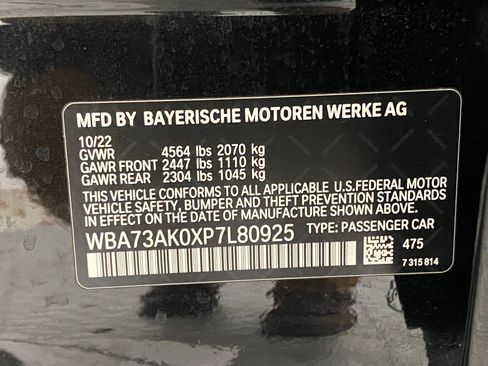 MFD BY BAYERISCHE MOTOREN WERKE AG
10/22
GVWR 4564 lbs 2070 kg
GAWR FRONT 2447 lbs 1110 kg
GAWR REAR 2304 lbs 1045 kg
THIS VEHICLE CONFORMS TO ALL APPLICABLE U.S.FEDERAL MOTOR
VEHICLE SAFETY, BUMPER AND THEFT PREVENTION STANDARDS
IN EFFECT ON THE DATE OF MANUFACTURE SHOWN ABOVE.
WBA73AK0XP7L80925 TYPE: PASSENGER CAR
475
7 315 814